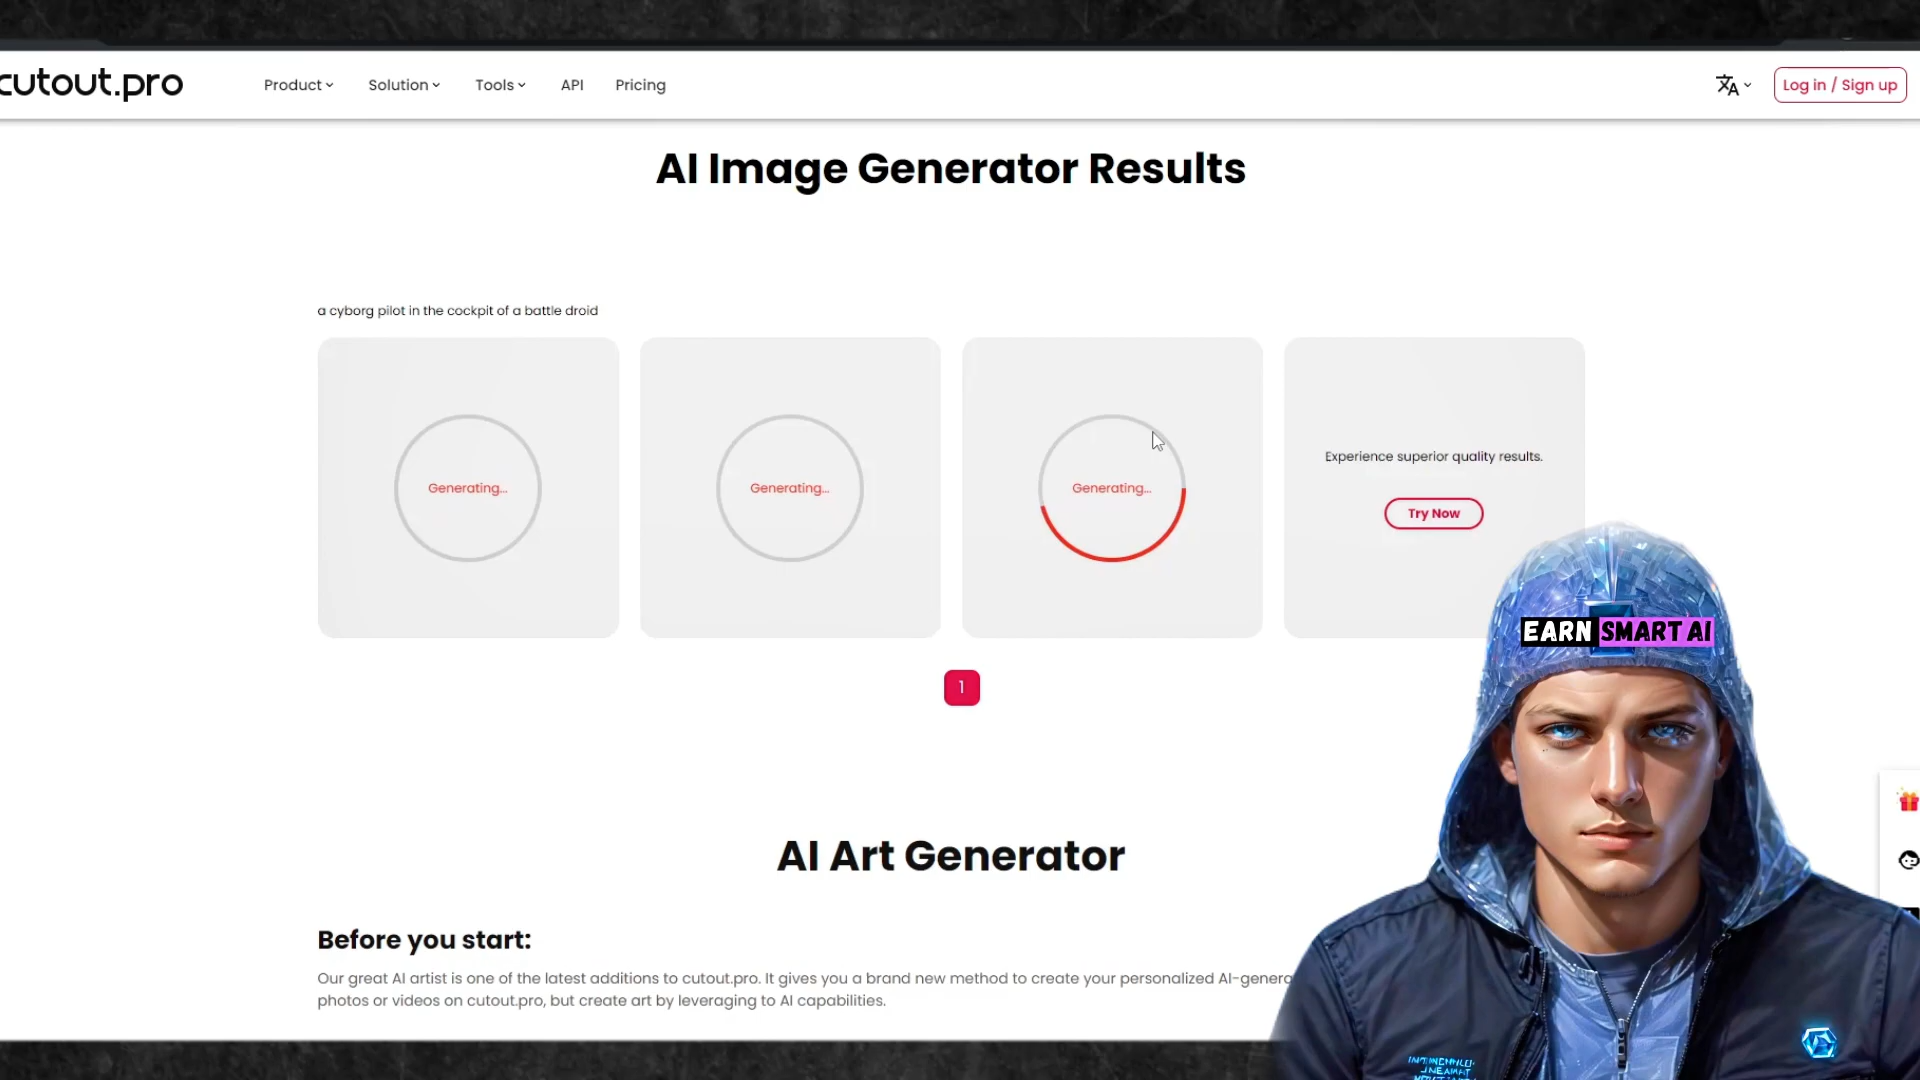 cutout.pro
Product
Solution
Tools
API
Pricing
Log in / Sign up
AI Image Generator Results
a cyborg pilot in the cockpit of a battle droid
Generating...
Generating...
Generating...
Experience superior quality results.
Try Now
EARN SMART AI
1
AI Art Generator
Before you start:
Our great AI artist is one of the latest additions to cutout.pro. It gives you a brand new method to create your personalized AI-genera
photos or videos on cutout.pro, but create art by leveraging to AI capabilities.